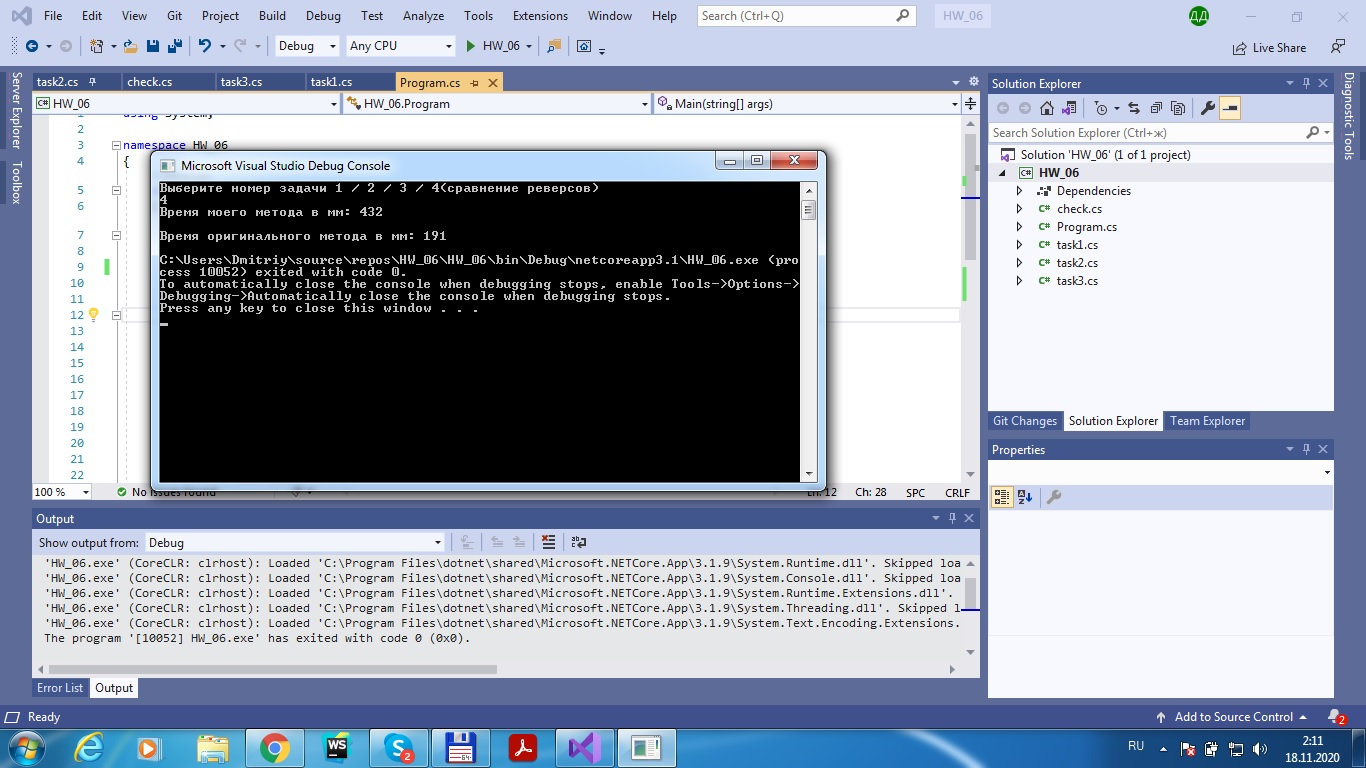 File Edit View Git Project Build Debug Test Analyze Tools Extensions Window Help Search (Ctrl+Q) HW_06 ДД
Debug Any CPU HW_06 Live Share
Server Explorer
Toolbox
task2.cs check.cs task3.cs task1.cs Program.cs
HW_06 HW_06.Program Main(string[] args)
1 using System;
2
3 namespace HW_06
4 {
5
6
7
8
9
10
11
12
13
14
15
16
17
18
19
20
21
22
Microsoft Visual Studio Debug Console
Выберите номер задачи 1 / 2 / 3 / 4(сравнение реверсов)
4
Время моего метода в мм: 432
Время оригинального метода в мм: 191
C:\Users\Dmitriy\source\repos\HW_06\HW_06\bin\Debug\netcoreapp3.1\HW_06.exe (pro
cess 10052) exited with code 0.
To automatically close the console when debugging stops, enable Tools->Options->
Debugging->Automatically close the console when debugging stops.
Press any key to close this window . . .
100 % No issues found Ln: 12 Ch: 28 SPC CRLF
Output
Show output from: Debug
'HW_06.exe' (CoreCLR: clrhost): Loaded 'C:\Program Files\dotnet\shared\Microsoft.NETCore.App\3.1.9\System.Runtime.dll'. Skipped loa
'HW_06.exe' (CoreCLR: clrhost): Loaded 'C:\Program Files\dotnet\shared\Microsoft.NETCore.App\3.1.9\System.Console.dll'. Skipped loa
'HW_06.exe' (CoreCLR: clrhost): Loaded 'C:\Program Files\dotnet\shared\Microsoft.NETCore.App\3.1.9\System.Runtime.Extensions.dll'.
'HW_06.exe' (CoreCLR: clrhost): Loaded 'C:\Program Files\dotnet\shared\Microsoft.NETCore.App\3.1.9\System.Threading.dll'. Skipped l
'HW_06.exe' (CoreCLR: clrhost): Loaded 'C:\Program Files\dotnet\shared\Microsoft.NETCore.App\3.1.9\System.Text.Encoding.Extensions.
The program '[10052] HW_06.exe' has exited with code 0 (0x0).
Error List Output
Solution Explorer
Search Solution Explorer (Ctrl+ж)
Solution 'HW_06' (1 of 1 project)
C# HW_06
Dependencies
C# check.cs
C# Program.cs
C# task1.cs
C# task2.cs
C# task3.cs
Git Changes Solution Explorer Team Explorer
Properties
Diagnostic Tools
Ready Add to Source Control 2
WS S 2 64 RU 2:11
18.11.2020